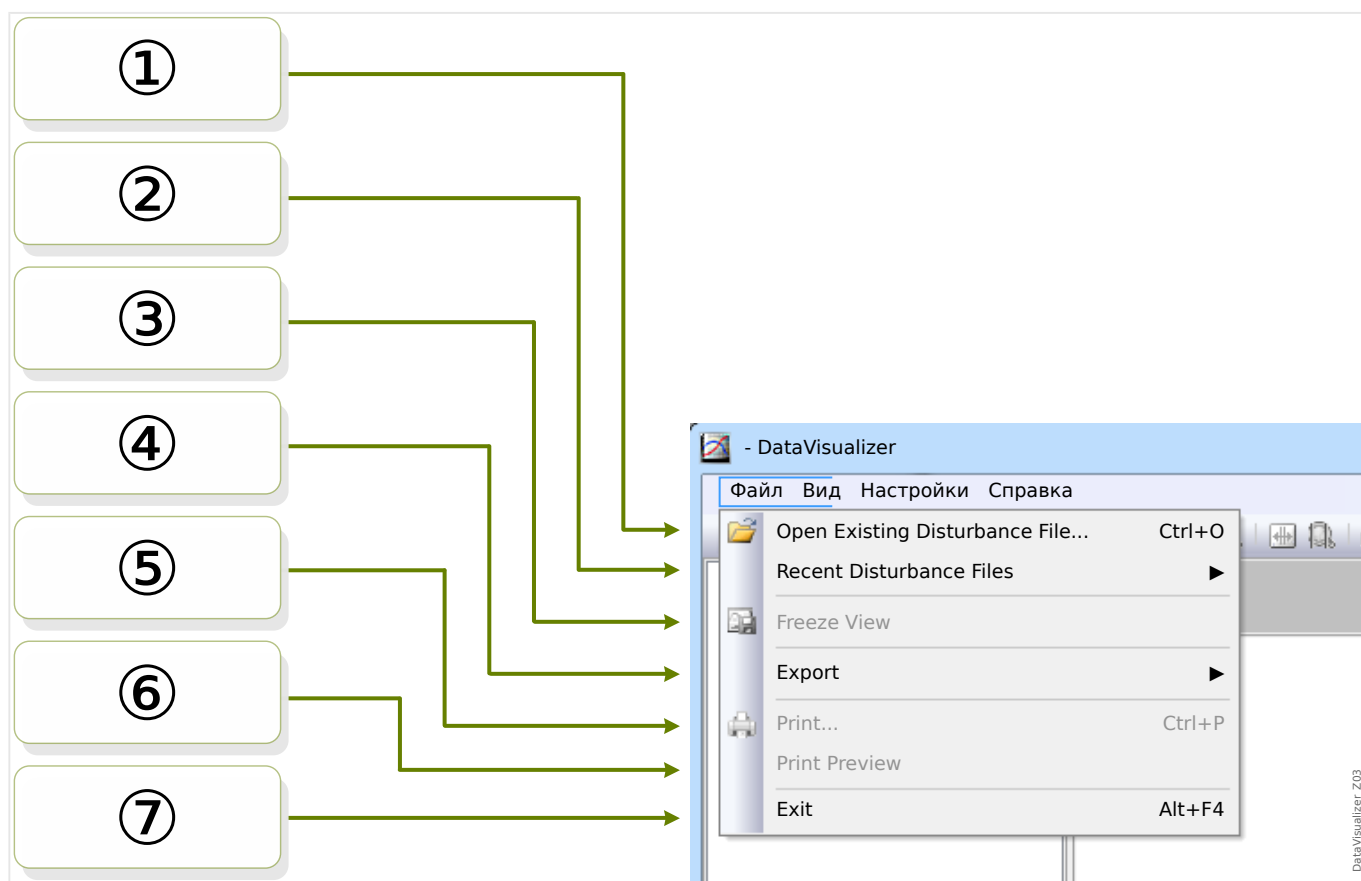 ①
②
③
④
⑤
⑥
⑦
- DataVisualizer
Файл Вид Настройки Справка
Open Existing Disturbance File... Ctrl+O
Recent Disturbance Files ▶
Freeze View
Export ▶
Print... Ctrl+P
Print Preview
Exit Alt+F4
DataVisualizer Z03